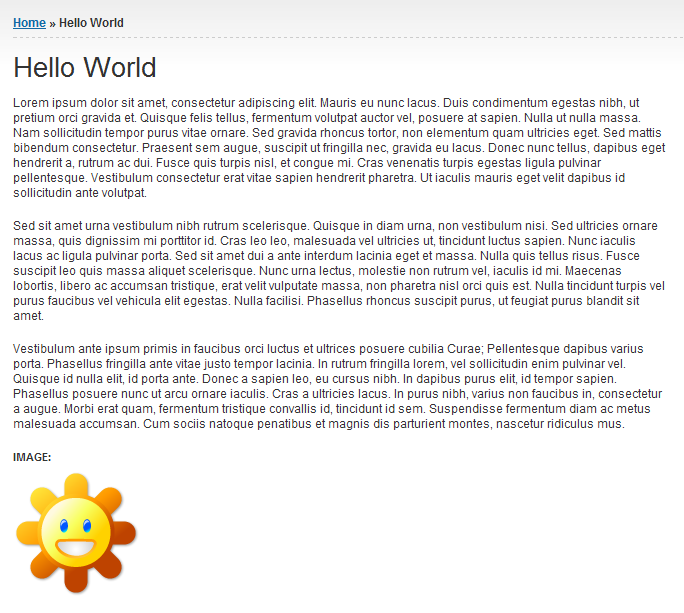 Home » Hello World
Hello World
Lorem ipsum dolor sit amet, consectetur adipiscing elit. Mauris eu nunc lacus. Duis condimentum egestas nibh, ut
pretium orci gravida et. Quisque felis tellus, fermentum volutpat auctor vel, posuere at sapien. Nulla ut nulla massa.
Nam sollicitudin tempor purus vitae ornare. Sed gravida rhoncus tortor, non elementum quam ultricies eget. Sed mattis
bibendum consectetur. Praesent sem augue, suscipit ut fringilla nec, gravida eu lacus. Donec nunc tellus, dapibus eget
hendrerit a, rutrum ac dui. Fusce quis turpis nisl, et congue mi. Cras venenatis turpis egestas ligula pulvinar
pellentesque. Vestibulum consectetur erat vitae sapien hendrerit pharetra. Ut iaculis mauris eget velit dapibus id
sollicitudin ante volutpat.
Sed sit amet urna vestibulum nibh rutrum scelerisque. Quisque in diam urna, non vestibulum nisi. Sed ultricies ornare
massa, quis dignissim mi porttitor id. Cras leo leo, malesuada vel ultricies ut, tincidunt luctus sapien. Nunc iaculis
lacus ac ligula pulvinar porta. Sed sit amet dui a ante interdum lacinia eget et massa. Nulla quis tellus risus. Fusce
suscipit leo quis massa aliquet scelerisque. Nunc urna lectus, molestie non rutrum vel, iaculis id mi. Maecenas
lobortis, libero ac accumsan tristique, erat velit vulputate massa, non pharetra nisl orci quis est. Nulla tincidunt turpis vel
purus faucibus vel vehicula elit egestas. Nulla facilisi. Phasellus rhoncus suscipit purus, ut feugiat purus blandit sit
amet.
Vestibulum ante ipsum primis in faucibus orci luctus et ultrices posuere cubilia Curae; Pellentesque dapibus varius
porta. Phasellus fringilla ante vitae justo tempor lacinia. In rutrum fringilla lorem, vel sollicitudin enim pulvinar vel.
Quisque id nulla elit, id porta ante. Donec a sapien leo, eu cursus nibh. In dapibus purus elit, id tempor sapien.
Phasellus posuere nunc ut arcu ornare iaculis. Cras a ultricies lacus. In purus nibh, varius non faucibus in, consectetur
a augue. Morbi erat quam, fermentum tristique convallis id, tincidunt id sem. Suspendisse fermentum diam ac metus
malesuada accumsan. Cum sociis natoque penatibus et magnis dis parturient montes, nascetur ridiculus mus.
IMAGE: